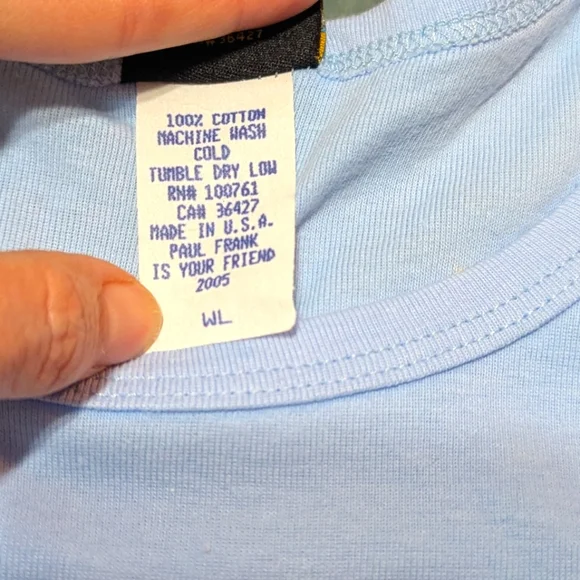 #36427
100% COTTON
MACHINE WASH
COLD
TUMBLE DRY LOW
RN# 100761
CA# 36427
MADE IN U.S.A.
PAUL FRANK
IS YOUR FRIEND
2005
WL